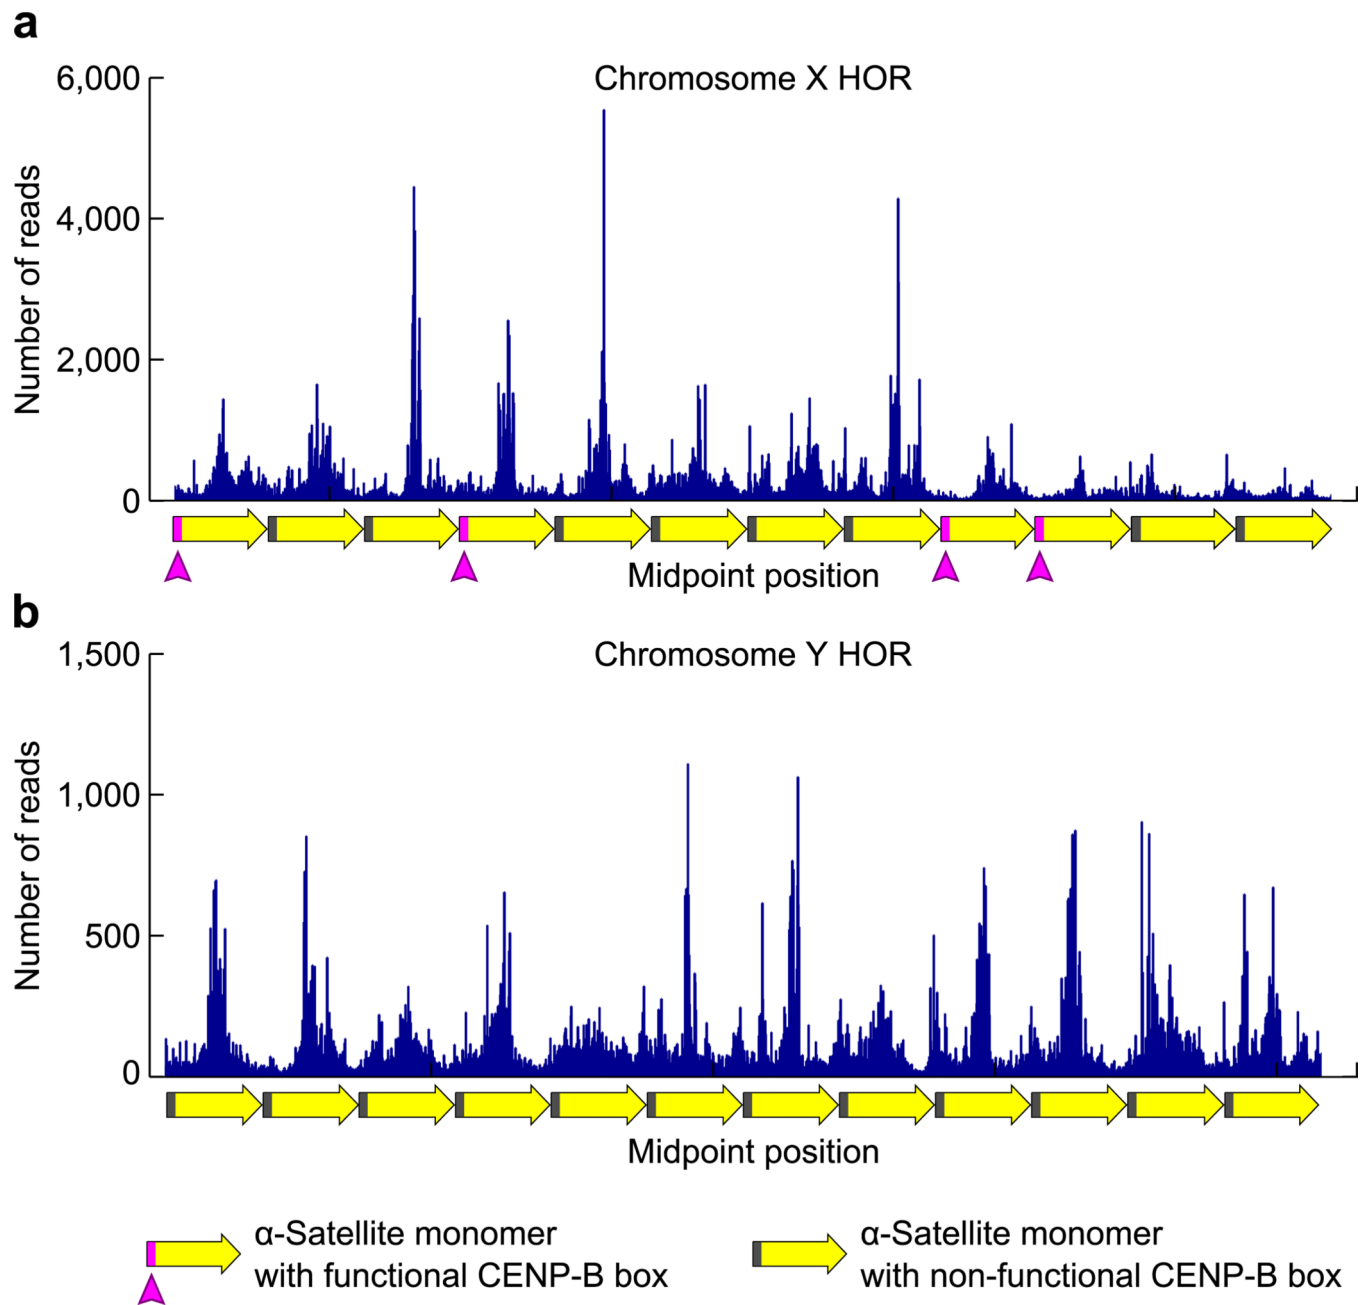 a
Chromosome X HOR
6,000
4,000
2,000
0
Number of reads
Midpoint position
b
Chromosome Y HOR
1,500
1,000
500
0
Number of reads
Midpoint position
α-Satellite monomer
with functional CENP-B box
α-Satellite monomer
with non-functional CENP-B box